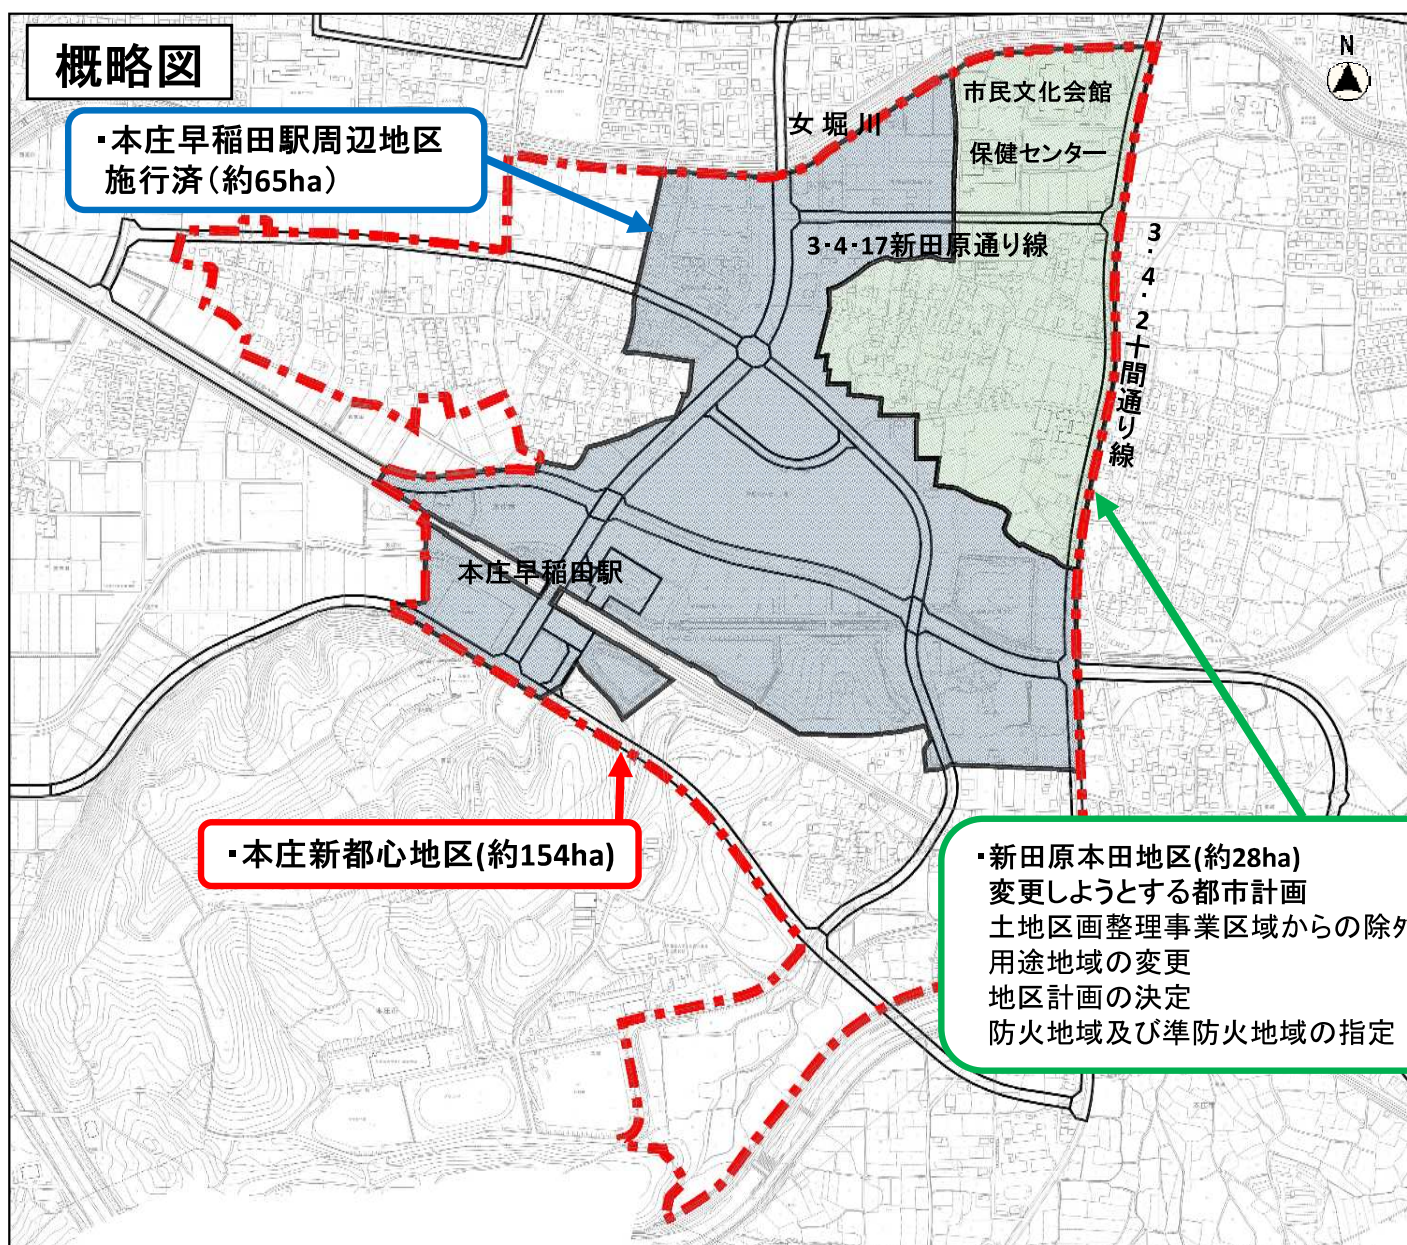 概略図
N
・本庄早稲田駅周辺地区
施行済(約65ha)
女堀川
市民文化会館
保健センター
3・4・17新田原通り線
3・4・2十間通り線
本庄早稲田駅
・本庄新都心地区(約154ha)
・新田原本田地区(約28ha)
変更しようとする都市計画
土地区画整理事業区域からの除
用途地域の変更
地区計画の決定
防火地域及び準防火地域の指定
本庄市